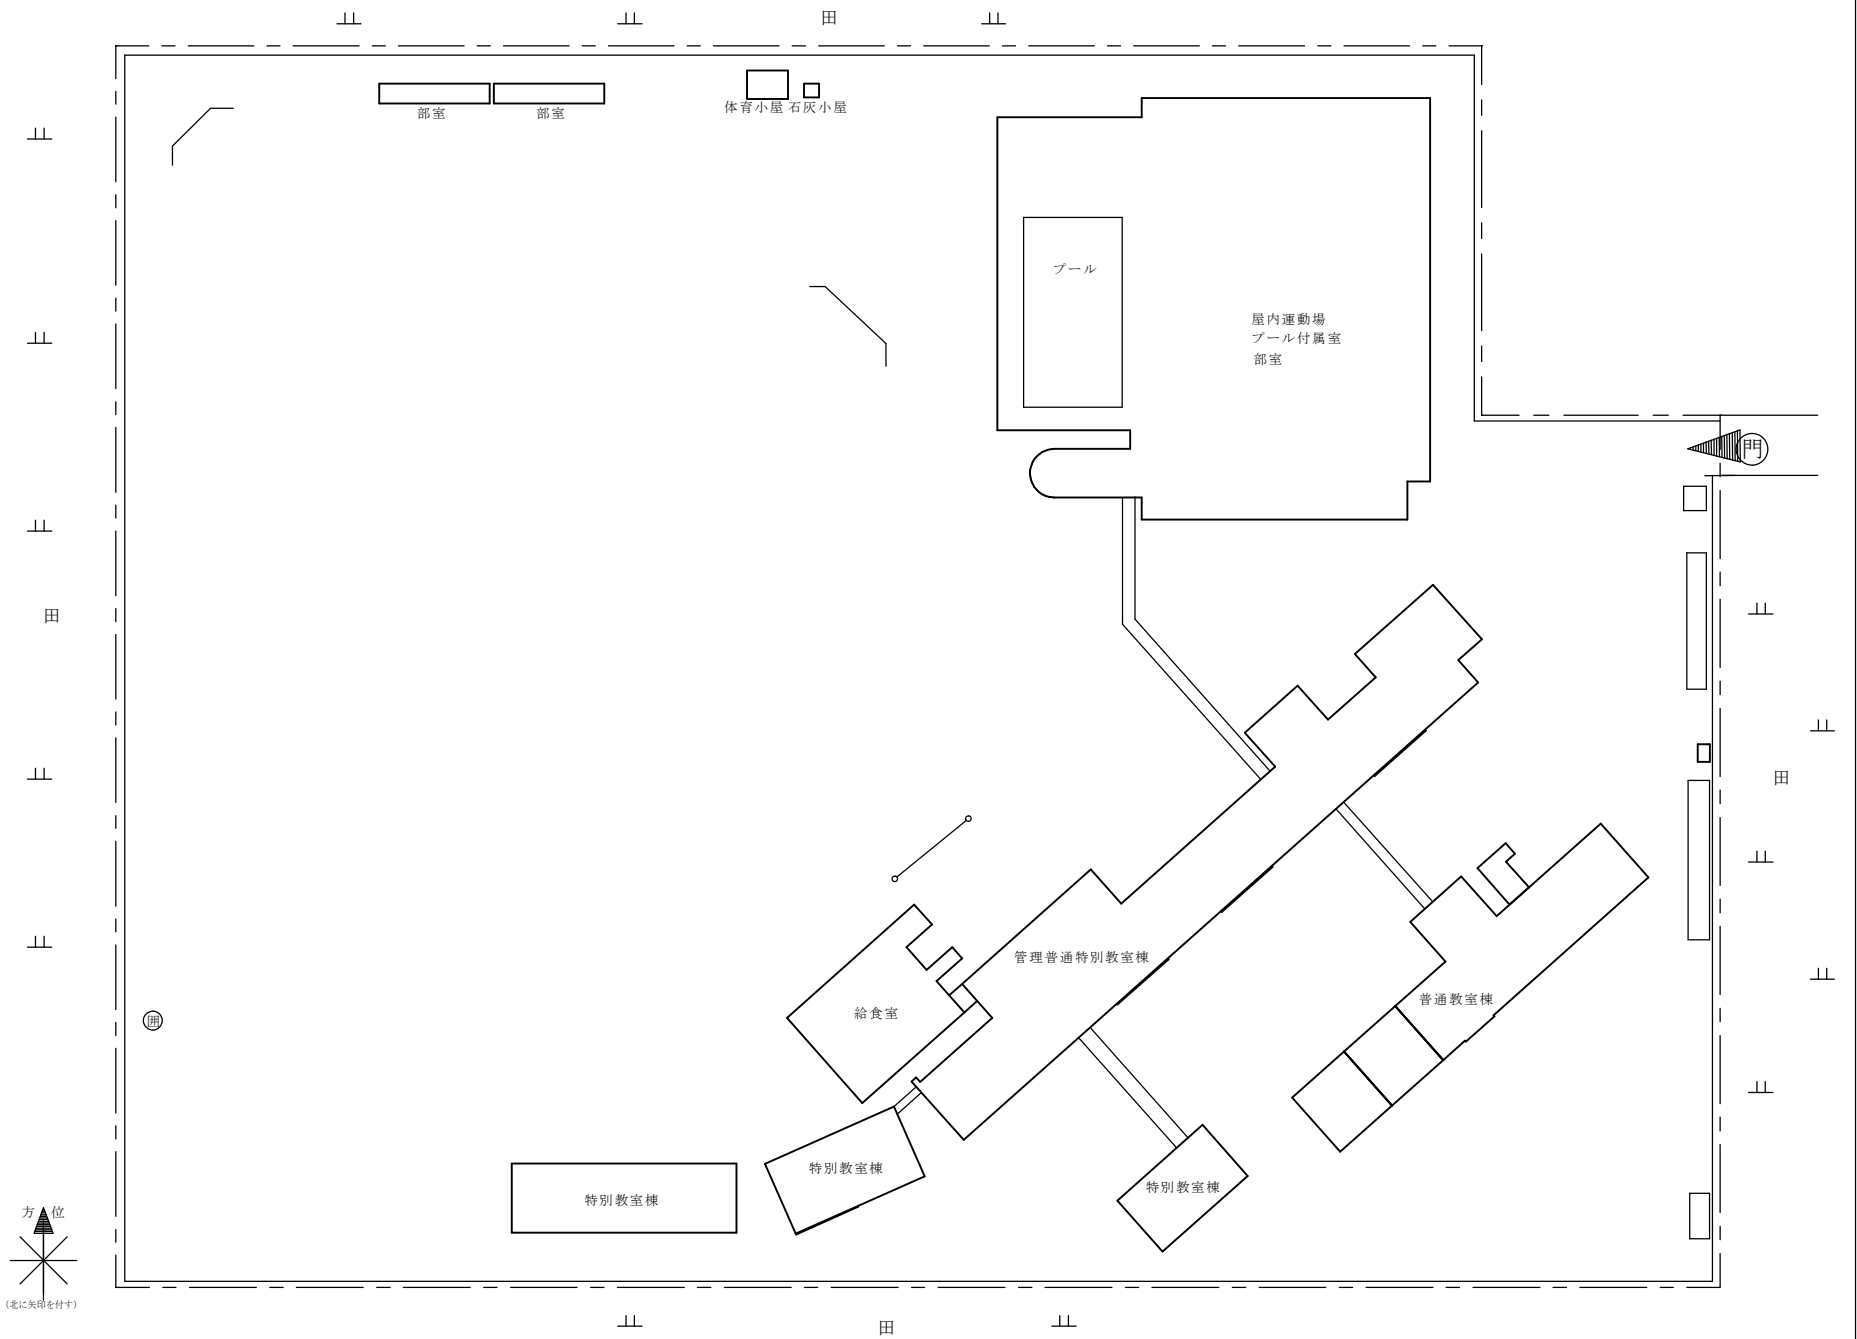 田
部室
部室
体育小屋 石灰小屋
プール
屋内運動場
プール付属室
部室
門
田
田
管理普通特別教室棟
普通教室棟
給食室
囲
特別教室棟
特別教室棟
特別教室棟
方位
(北に矢印を付す)
田